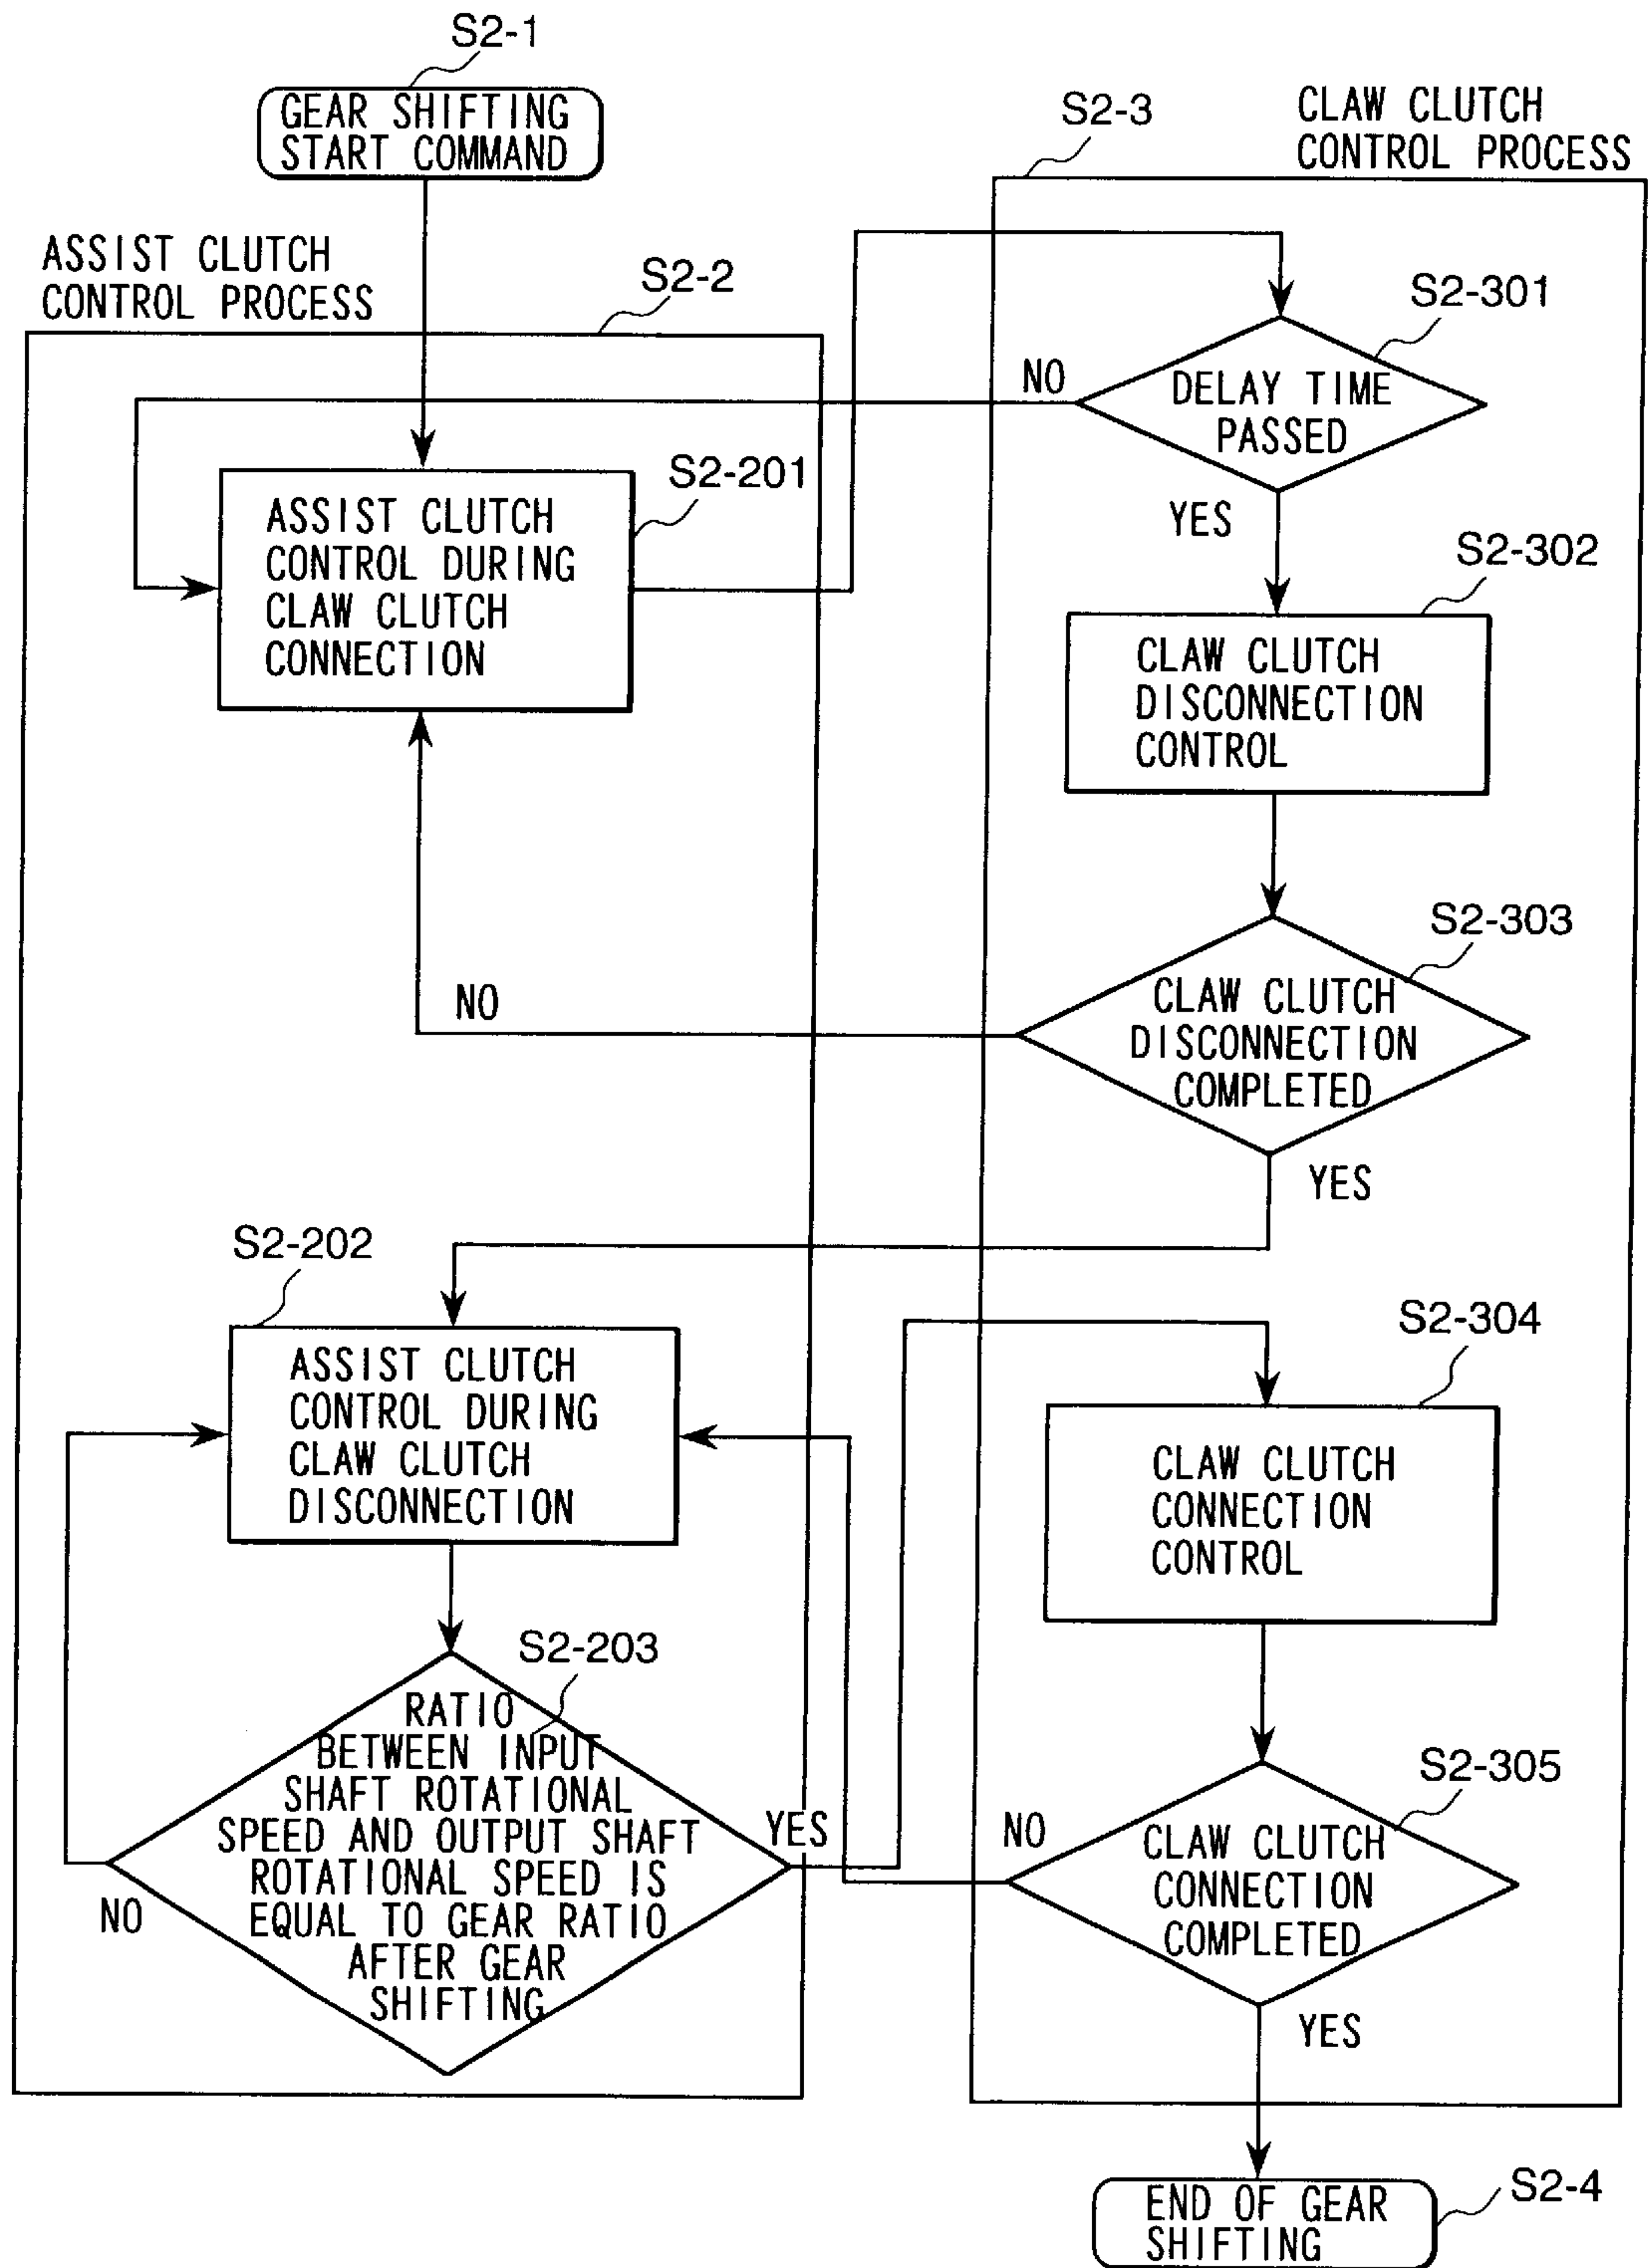 S2-1
GEAR SHIFTING
START COMMAND
S2-3
CLAW CLUTCH
CONTROL PROCESS
ASSIST CLUTCH
CONTROL PROCESS
S2-2
S2-301
NO
DELAY TIME
PASSED
YES
S2-201
ASSIST CLUTCH
CONTROL DURING
CLAW CLUTCH
CONNECTION
S2-302
CLAW CLUTCH
DISCONNECTION
CONTROL
S2-303
NO
CLAW CLUTCH
DISCONNECTION
COMPLETED
YES
S2-202
ASSIST CLUTCH
CONTROL DURING
CLAW CLUTCH
DISCONNECTION
S2-304
CLAW CLUTCH
CONNECTION
CONTROL
S2-203
RATIO
BETWEEN INPUT
SHAFT ROTATIONAL
SPEED AND OUTPUT SHAFT
ROTATIONAL SPEED IS
EQUAL TO GEAR RATIO
AFTER GEAR
SHIFTING
YES
NO
S2-305
NO
CLAW CLUTCH
CONNECTION
COMPLETED
YES
S2-4
END OF GEAR
SHIFTING